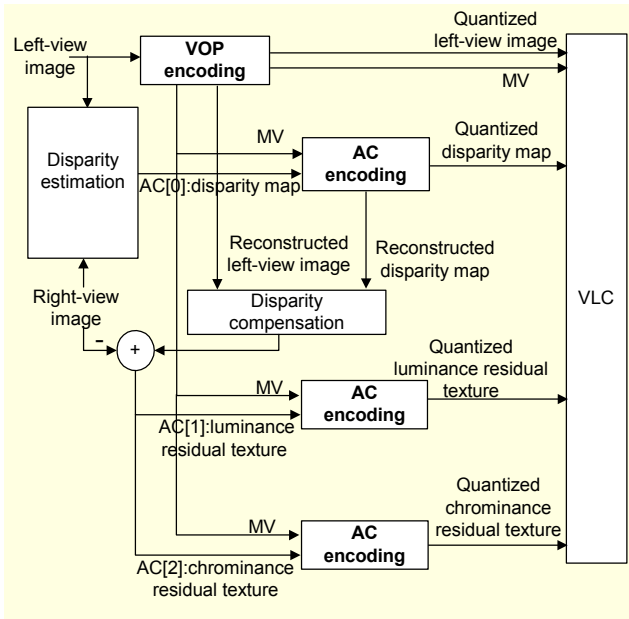 Left-view
image
VOP
encoding
Quantized
left-view image
MV
Disparity
estimation
MV
AC
encoding
Quantized
disparity map
AC[0]:disparity map
Reconstructed
left-view image
Reconstructed
disparity map
VLC
Right-view
image
Disparity
compensation
-
+
Quantized
luminance residual
texture
MV
AC
encoding
AC[1]:luminance
residual texture
Quantized
chrominance
residual texture
MV
AC
encoding
AC[2]:chrominance
residual texture